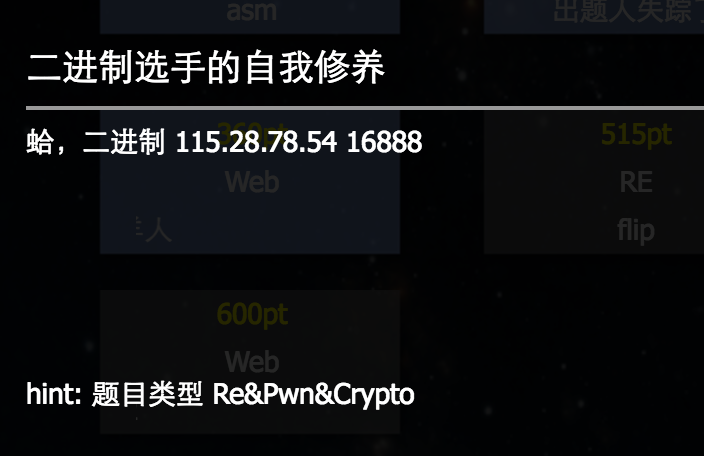 asm
出题人失踪了
二进制选手的自我修养
蛤，二进制 115.28.78.54 16888
515pt
Web
RE
人
flip
600pt
Web
hint: 题目类型 Re&Pwn&Crypto